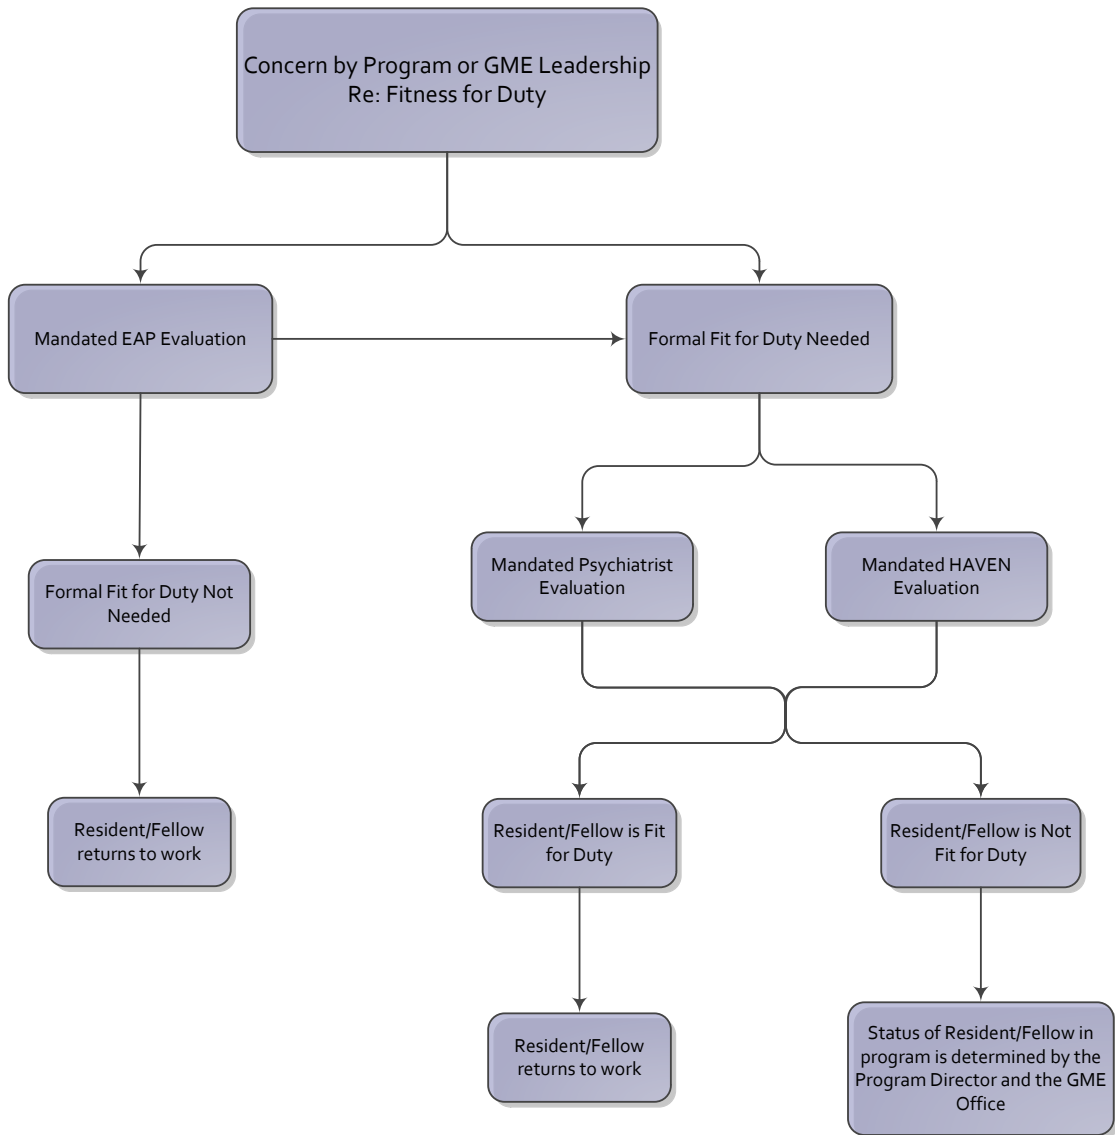 Concern by Program or GME Leadership
Re: Fitness for Duty
Mandated EAP Evaluation
Formal Fit for Duty Needed
Mandated Psychiatrist
Evaluation
Mandated HAVEN
Evaluation
Formal Fit for Duty Not
Needed
Resident/Fellow
returns to work
Resident/Fellow is Fit
for Duty
Resident/Fellow is Not
Fit for Duty
Resident/Fellow
returns to work
Status of Resident/Fellow in
program is determined by the
Program Director and the GME
Office